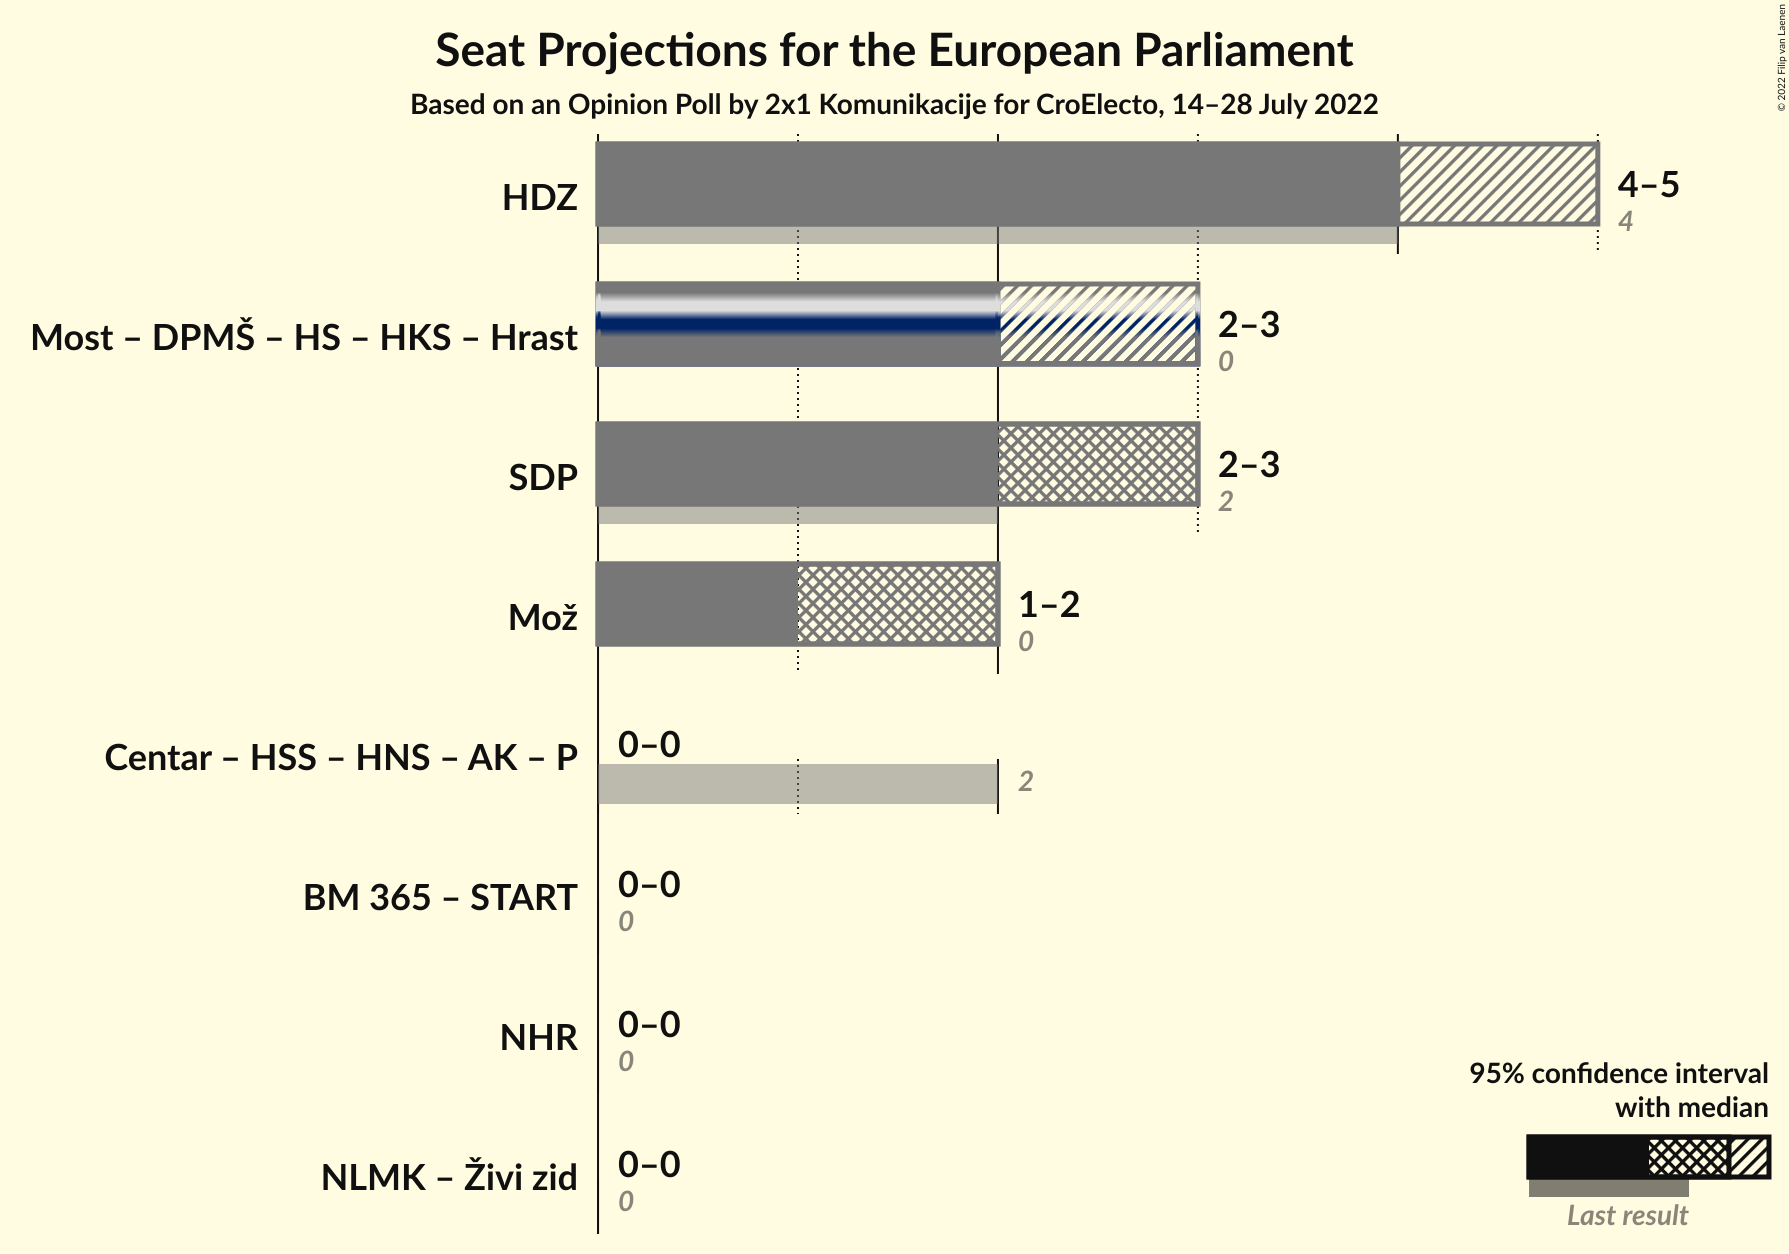 Seat Projections for the European Parliament
Based on an Opinion Poll by 2x1 Komunikacije for CroElecto, 14–28 July 2022
© 2022 Filip van Laenen
HDZ
4–5
4
Most – DPMŠ – HS – HKS – Hrast
2–3
0
SDP
2–3
2
Mož
1–2
0
Centar – HSS – HNS – AK – P
0–0
2
BM 365 – START
0–0
0
NHR
0–0
0
NLMK – Živi zid
0–0
0
95% confidence interval
with median
Last result